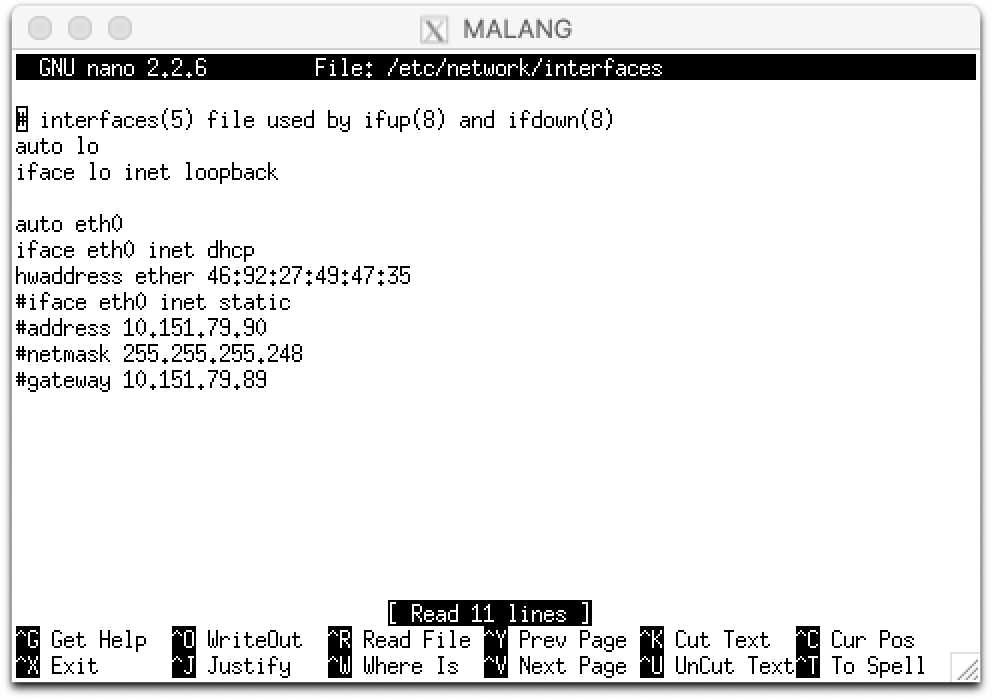 MALANG
GNU nano 2.2.6 File: /etc/network/interfaces
# interfaces(5) file used by ifup(8) and ifdown(8)
auto lo
iface lo inet loopback
auto eth0
iface eth0 inet dhcp
hwaddress ether 46:92:27:49:47:35
#iface eth0 inet static
#address 10.151.79.90
#netmask 255.255.255.248
#gateway 10.151.79.89
[ Read 11 lines ]
^G Get Help ^O WriteOut ^R Read File ^Y Prev Page ^K Cut Text ^C Cur Pos
^X Exit ^J Justify ^W Where Is ^V Next Page ^U UnCut Text ^T To Spell